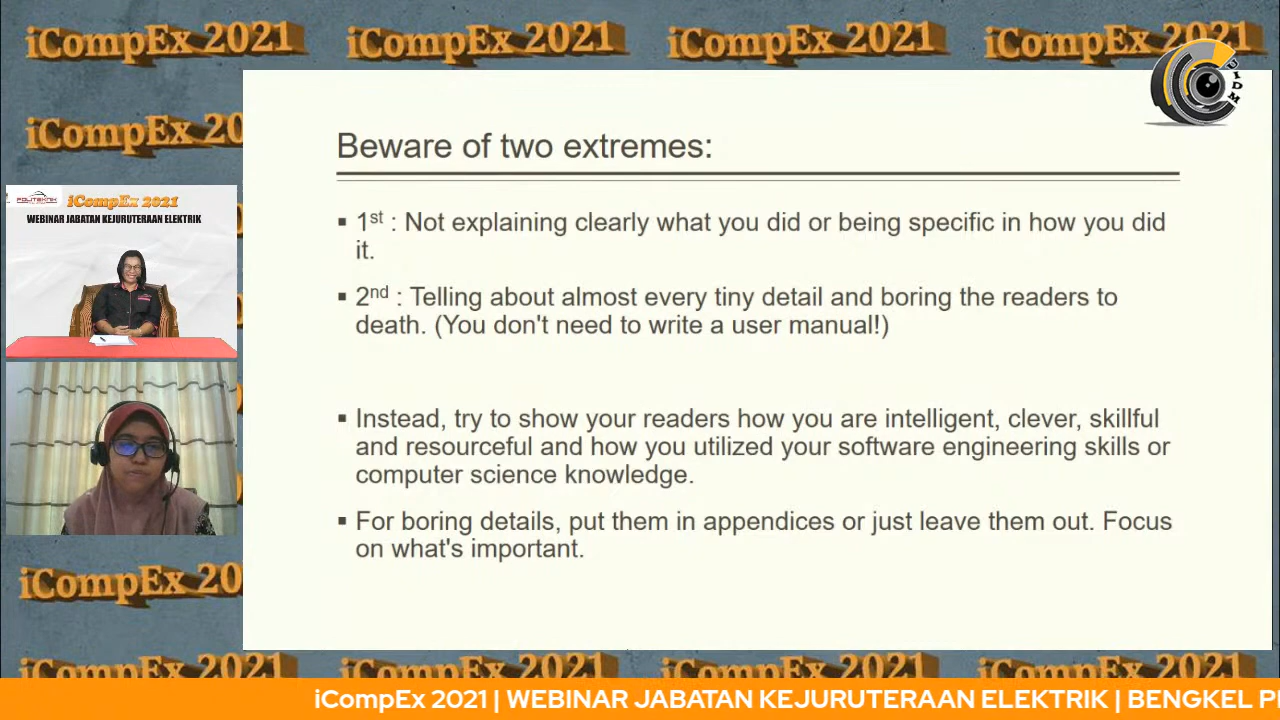 iCompEx 2021 iCompEx 2021 iCompEx 2021 iCompEx 2021
UIDM
iCompEx 20
Beware of two extremes:
▪ 1st : Not explaining clearly what you did or being specific in how you did
it.
▪ 2nd : Telling about almost every tiny detail and boring the readers to
death. (You don't need to write a user manual!)
▪ Instead, try to show your readers how you are intelligent, clever, skillful
and resourceful and how you utilized your software engineering skills or
computer science knowledge.
▪ For boring details, put them in appendices or just leave them out. Focus
on what's important.
POLITEKNIK
iCompEx 2021
WEBINAR JABATAN KEJURUTERAAN ELEKTRIK
iCompEx 20
iCompEx 2021 iCompEx 2021 iCompEx 2021 iCompEx 2021
iCompEx 2021 | WEBINAR JABATAN KEJURUTERAAN ELEKTRIK | BENGKEL P